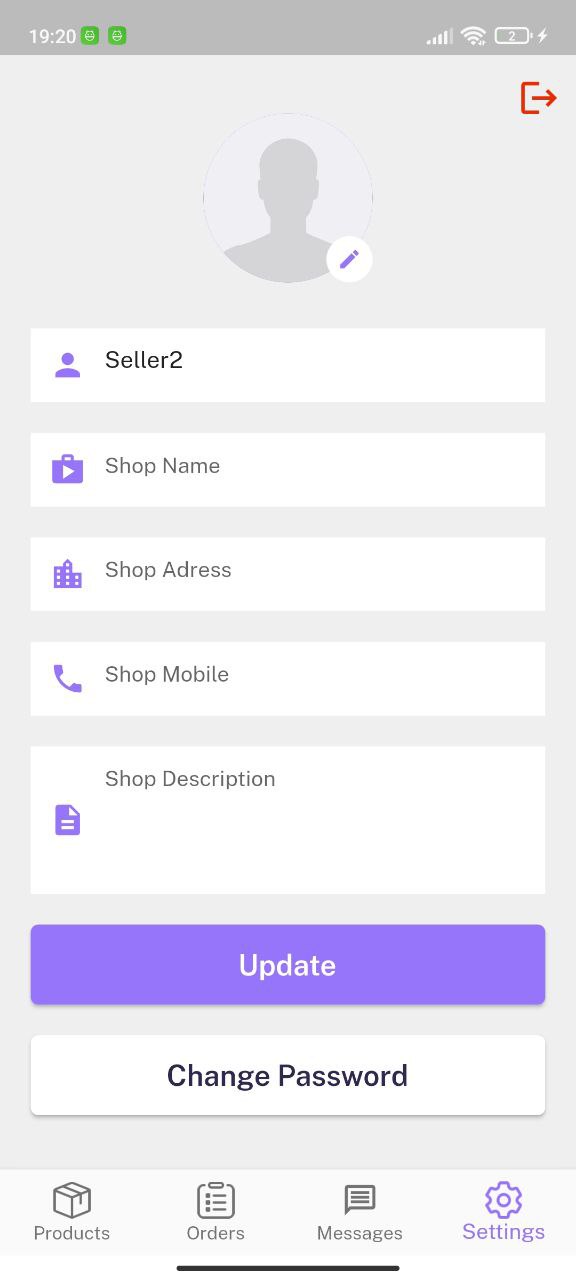 19:20
2
Seller2
Shop Name
Shop Adress
Shop Mobile
Shop Description
Update
Change Password
Products Orders Messages Settings